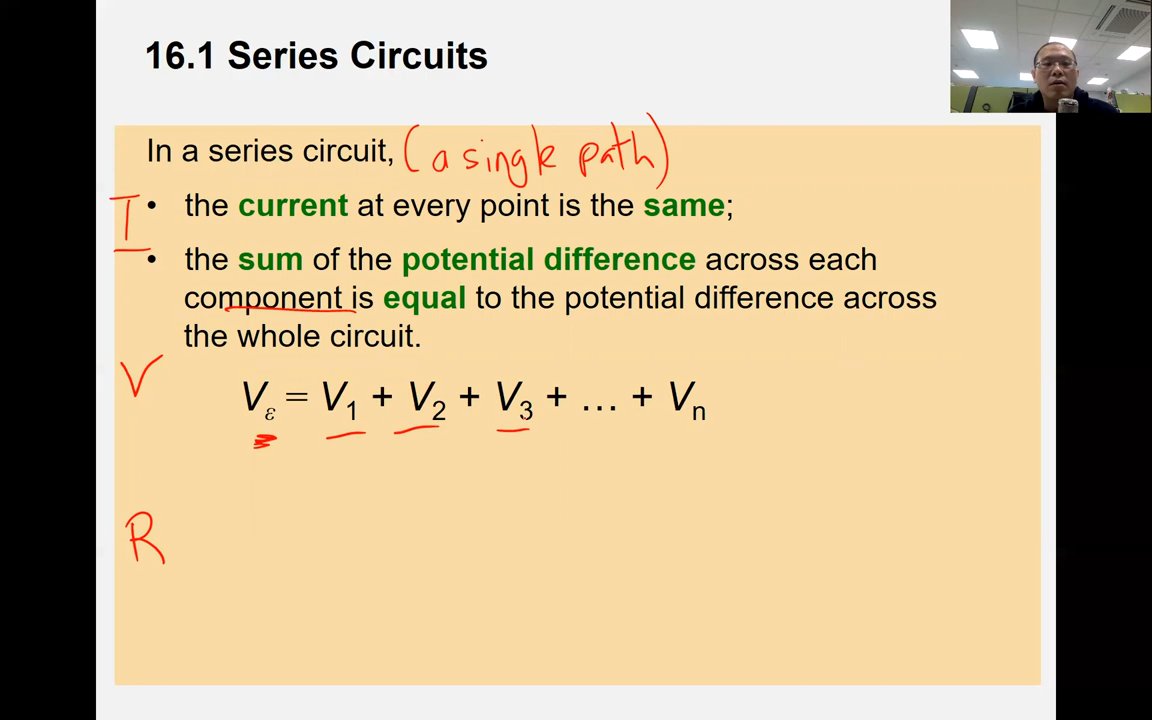 16.1 Series Circuits
In a series circuit, (a single path)
I • the current at every point is the same;
• the sum of the potential difference across each
component is equal to the potential difference across
the whole circuit.
V
Vε = V1 + V2 + V3 + … + Vn
R